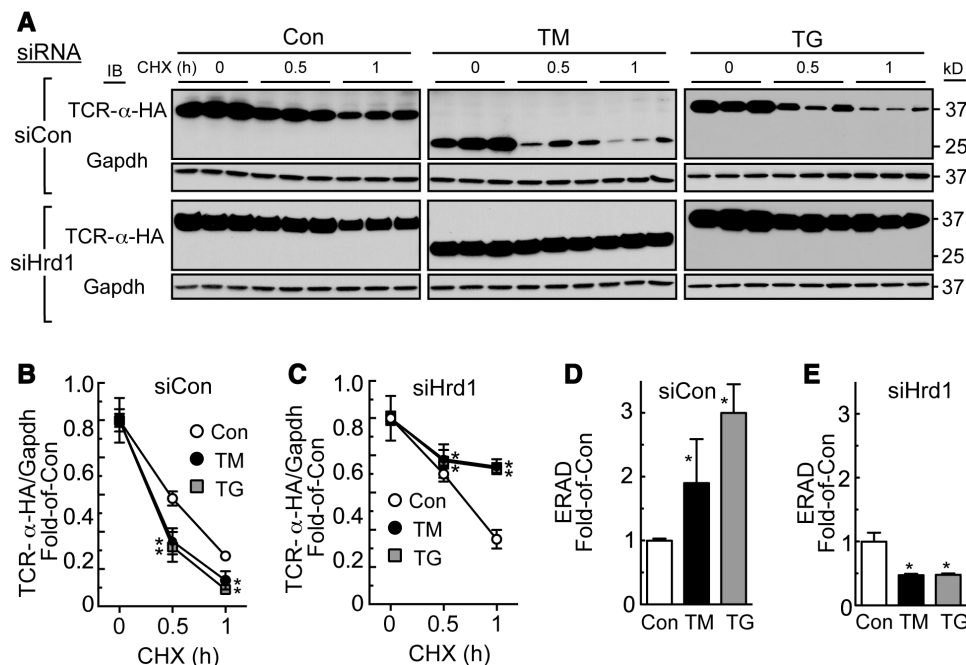 A
siRNA
Con TM TG
IB CHX (h) 0 0.5 1 0 0.5 1 0 0.5 1 kD
siCon
TCR-α-HA 37
25
Gapdh 37
siHrd1
TCR-α-HA 37
25
Gapdh 37
B
siCon
TCR-α-HA/Gapdh
Fold-of-Con
1.0
0.8
0.6
0.4
0.2
0
Con
TM
TG
* * * *
0 0.5 1
CHX (h)
C
siHrd1
TCR-α-HA/Gapdh
Fold-of-Con
1.0
0.8
0.6
0.4
0.2
0
Con
TM
TG
* * * *
0 0.5 1
CHX (h)
D
siCon
ERAD
Fold-of-Con
3
2
1
0
* *
Con TM TG
E
siHrd1
ERAD
Fold-of-Con
3
2
1
0
* *
Con TM TG